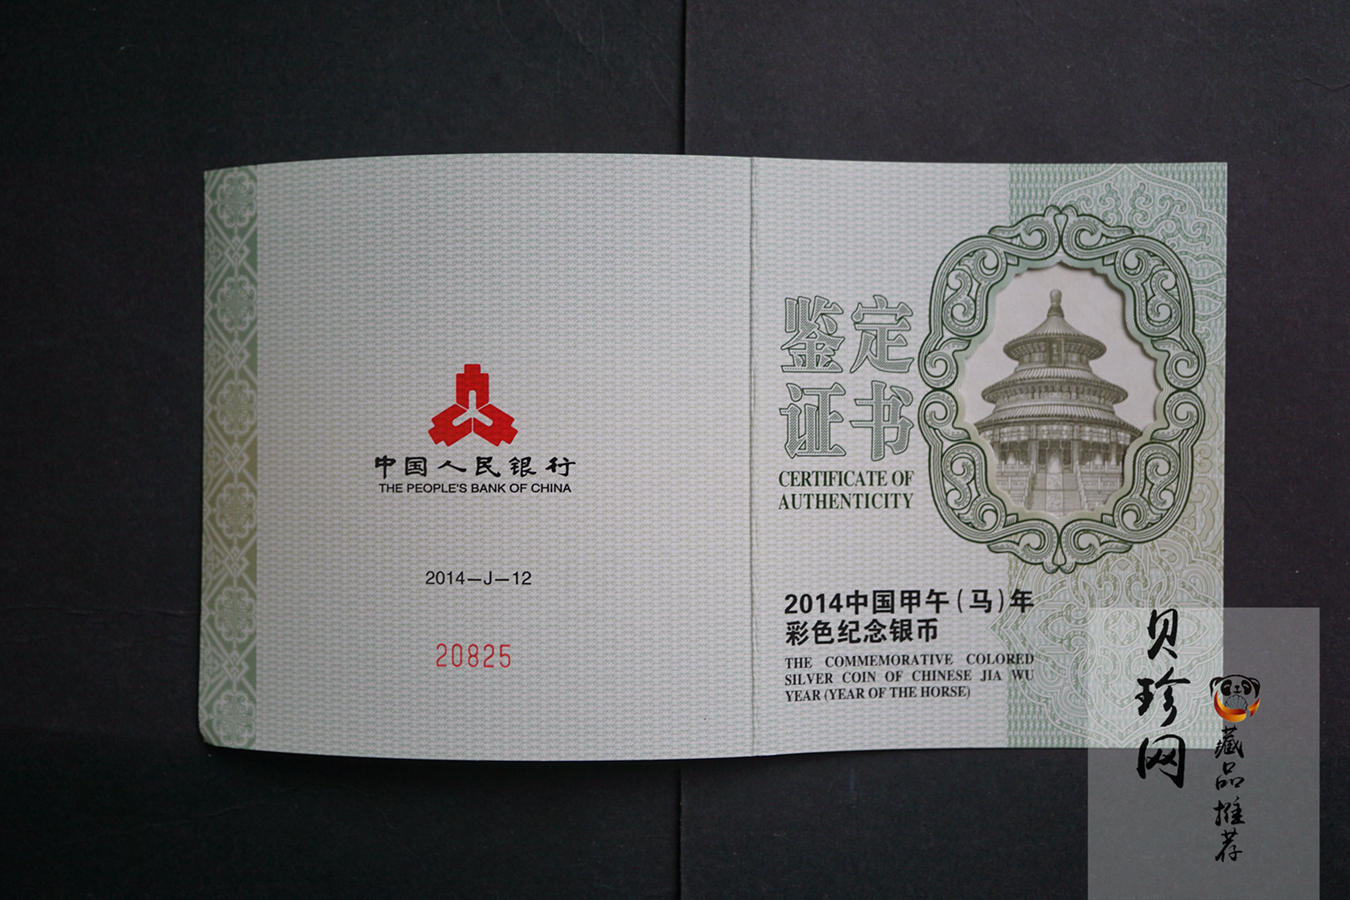 中国人民银行
THE PEOPLE'S BANK OF CHINA
2014—J—12
20825
鉴定
证书
CERTIFICATE OF
AUTHENTICITY
2014中国甲午(马)年
彩色纪念银币
THE COMMEMORATIVE COLORED
SILVER COIN OF CHINESE JIA WU
YEAR (YEAR OF THE HORSE)
贝珍网
藏品推荐